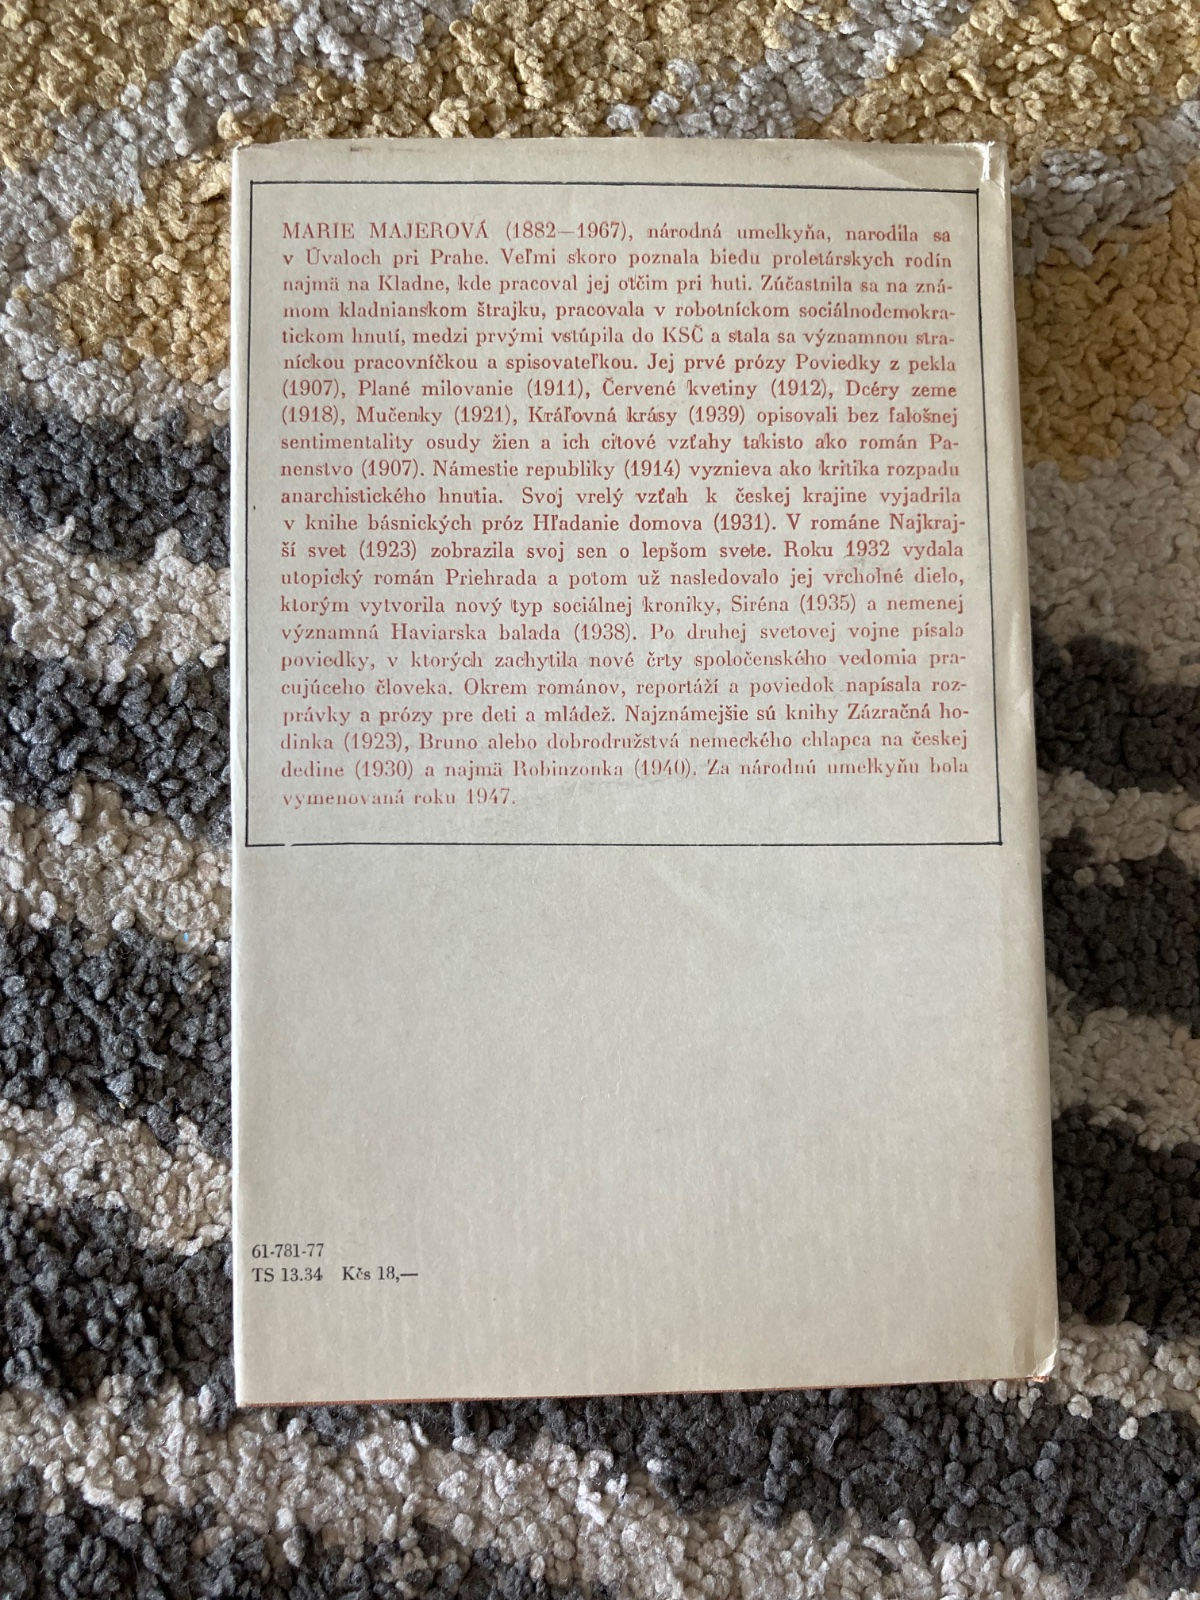 MARIE MAJEROVÁ (1882—1967), národná umelkyňa, narodila sa
v Úvaloch pri Prahe. Veľmi skoro poznala biedu proletárskych rodín
najmä na Kladne, kde pracoval jej otčim pri huti. Zúčastnila sa na zná-
mom kladnianskom štrajku, pracovala v robotníckom sociálnodemokra-
tickom hnutí, medzi prvými vstúpila do KSČ a stala sa významnou stra-
níckou pracovníčkou a spisovateľkou. Jej prvé prózy Poviedky z pekla
(1907), Plané milovanie (1911), Červené kvetiny (1912), Dcéry zeme
(1918), Mučenky (1921), Kráľovná krásy (1939) opisovali bez falošnej
sentimentality osudy žien a ich citové vzťahy takisto ako román Pa-
nenstvo (1907). Námestie republiky (1914) vyznieva ako kritika rozpadu
anarchistického hnutia. Svoj vrelý vzťah k českej krajine vyjadrila
v knihe básnických próz Hľadanie domova (1931). V románe Najkraj-
ší svet (1923) zobrazila svoj sen o lepšom svete. Roku 1932 vydala
utopický román Priehrada a potom už nasledovalo jej vrcholné dielo,
ktorým vytvorila nový typ sociálnej kroniky, Siréna (1935) a nemenej
významná Haviarska balada (1938). Po druhej svetovej vojne písala
poviedky, v ktorých zachytila nové črty spoločenského vedomia pra-
cujúceho človeka. Okrem románov, reportáží a poviedok napísala roz-
právky a prózy pre deti a mládež. Najznámejšie sú knihy Zázračná ho-
dinka (1923), Bruno alebo dobrodružstvá nemeckého chlapca na českej
dedine (1930) a najmä Robinzonka (1940). Za národnú umelkyňu bola
vymenovaná roku 1947.
61-781-77
TS 13.34 Kčs 18,—